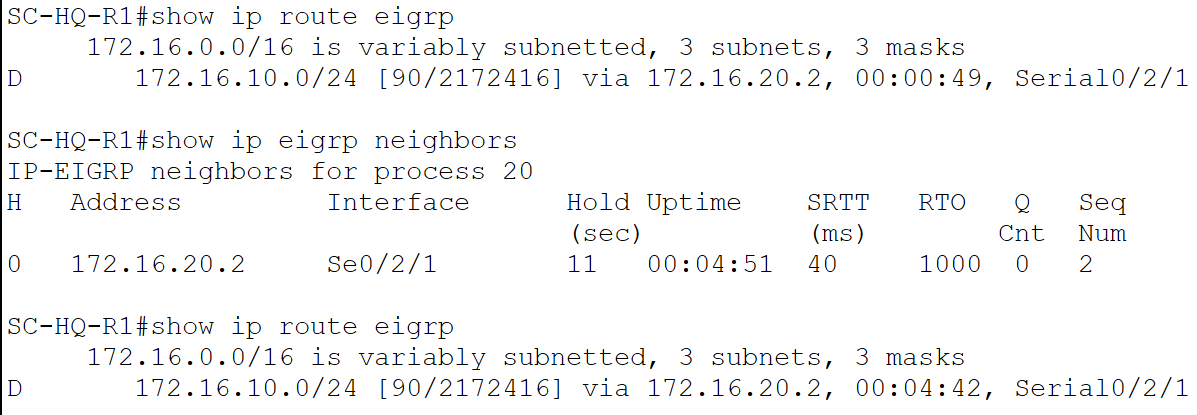 SC-HQ-R1#show ip route eigrp
     172.16.0.0/16 is variably subnetted, 3 subnets, 3 masks
D       172.16.10.0/24 [90/2172416] via 172.16.20.2, 00:00:49, Serial0/2/1

SC-HQ-R1#show ip eigrp neighbors
IP-EIGRP neighbors for process 20
H   Address         Interface      Hold Uptime    SRTT   RTO   Q   Seq
                                   (sec)          (ms)        Cnt  Num
0   172.16.20.2     Se0/2/1        11   00:04:51  40     1000  0   2

SC-HQ-R1#show ip route eigrp
     172.16.0.0/16 is variably subnetted, 3 subnets, 3 masks
D       172.16.10.0/24 [90/2172416] via 172.16.20.2, 00:04:42, Serial0/2/1